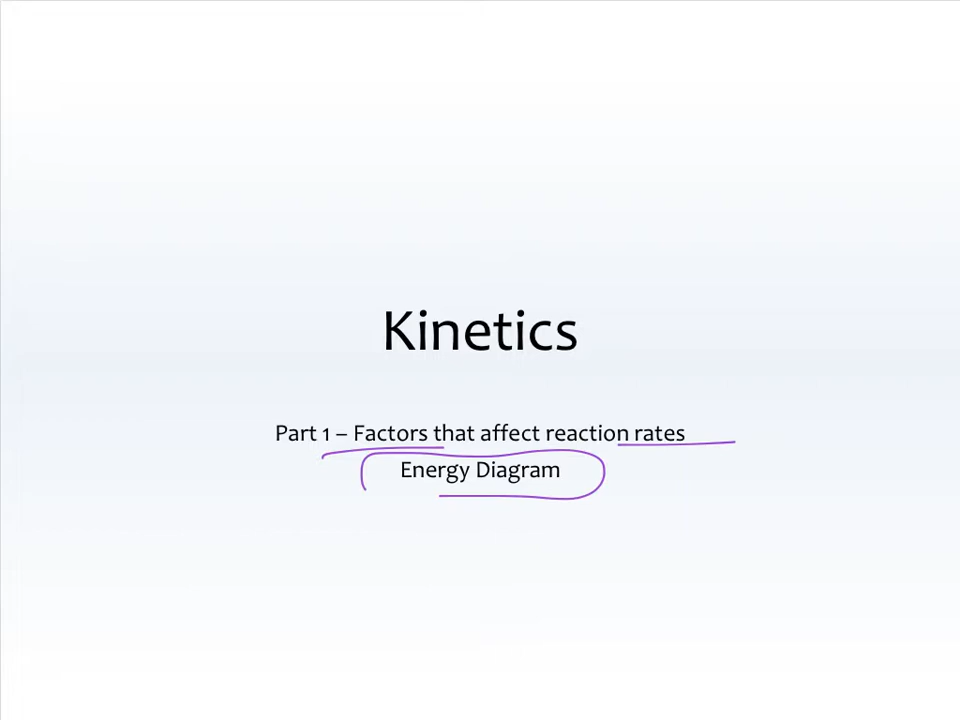 Kinetics
Part 1 – Factors that affect reaction rates
Energy Diagram